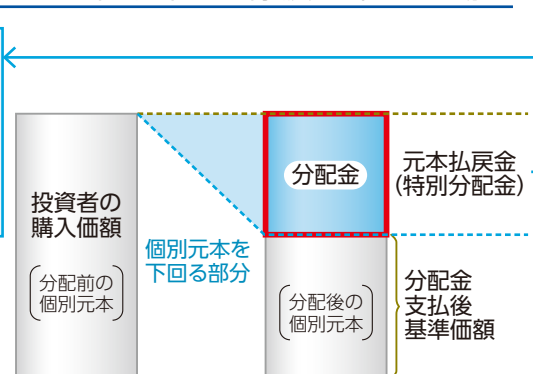 投資者の
購入価額
分配前の
個別元本
個別元本を
下回る部分
分配金
元本払戻金
(特別分配金)
分配後の
個別元本
分配金
支払後
基準価額